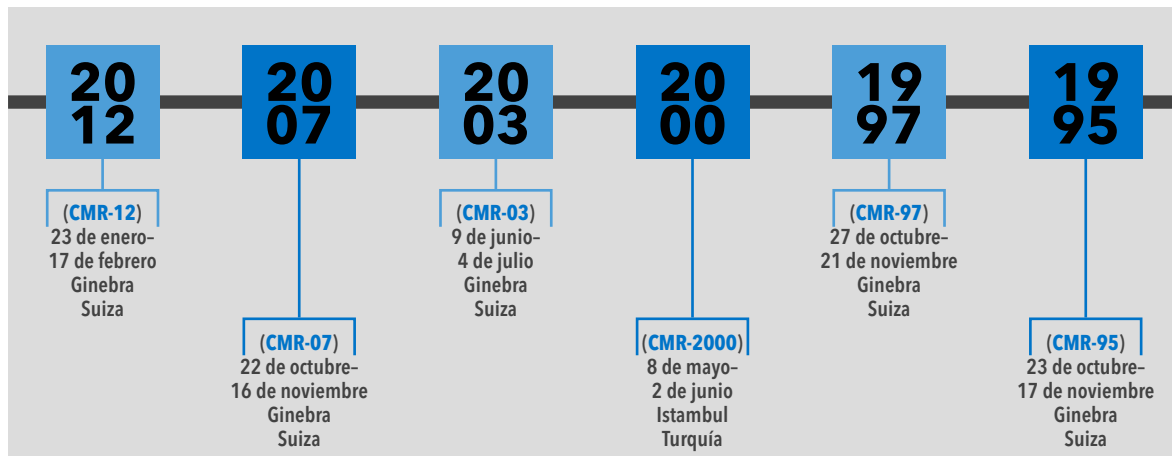 20
12
20
07
20
03
20
00
19
97
19
95
(CMR-12)
23 de enero–
17 de febrero
Ginebra
Suiza
(CMR-07)
22 de octubre–
16 de noviembre
Ginebra
Suiza
(CMR-03)
9 de junio–
4 de julio
Ginebra
Suiza
(CMR-2000)
8 de mayo–
2 de junio
Istambul
Turquía
(CMR-97)
27 de octubre–
21 de noviembre
Ginebra
Suiza
(CMR-95)
23 de octubre–
17 de noviembre
Ginebra
Suiza